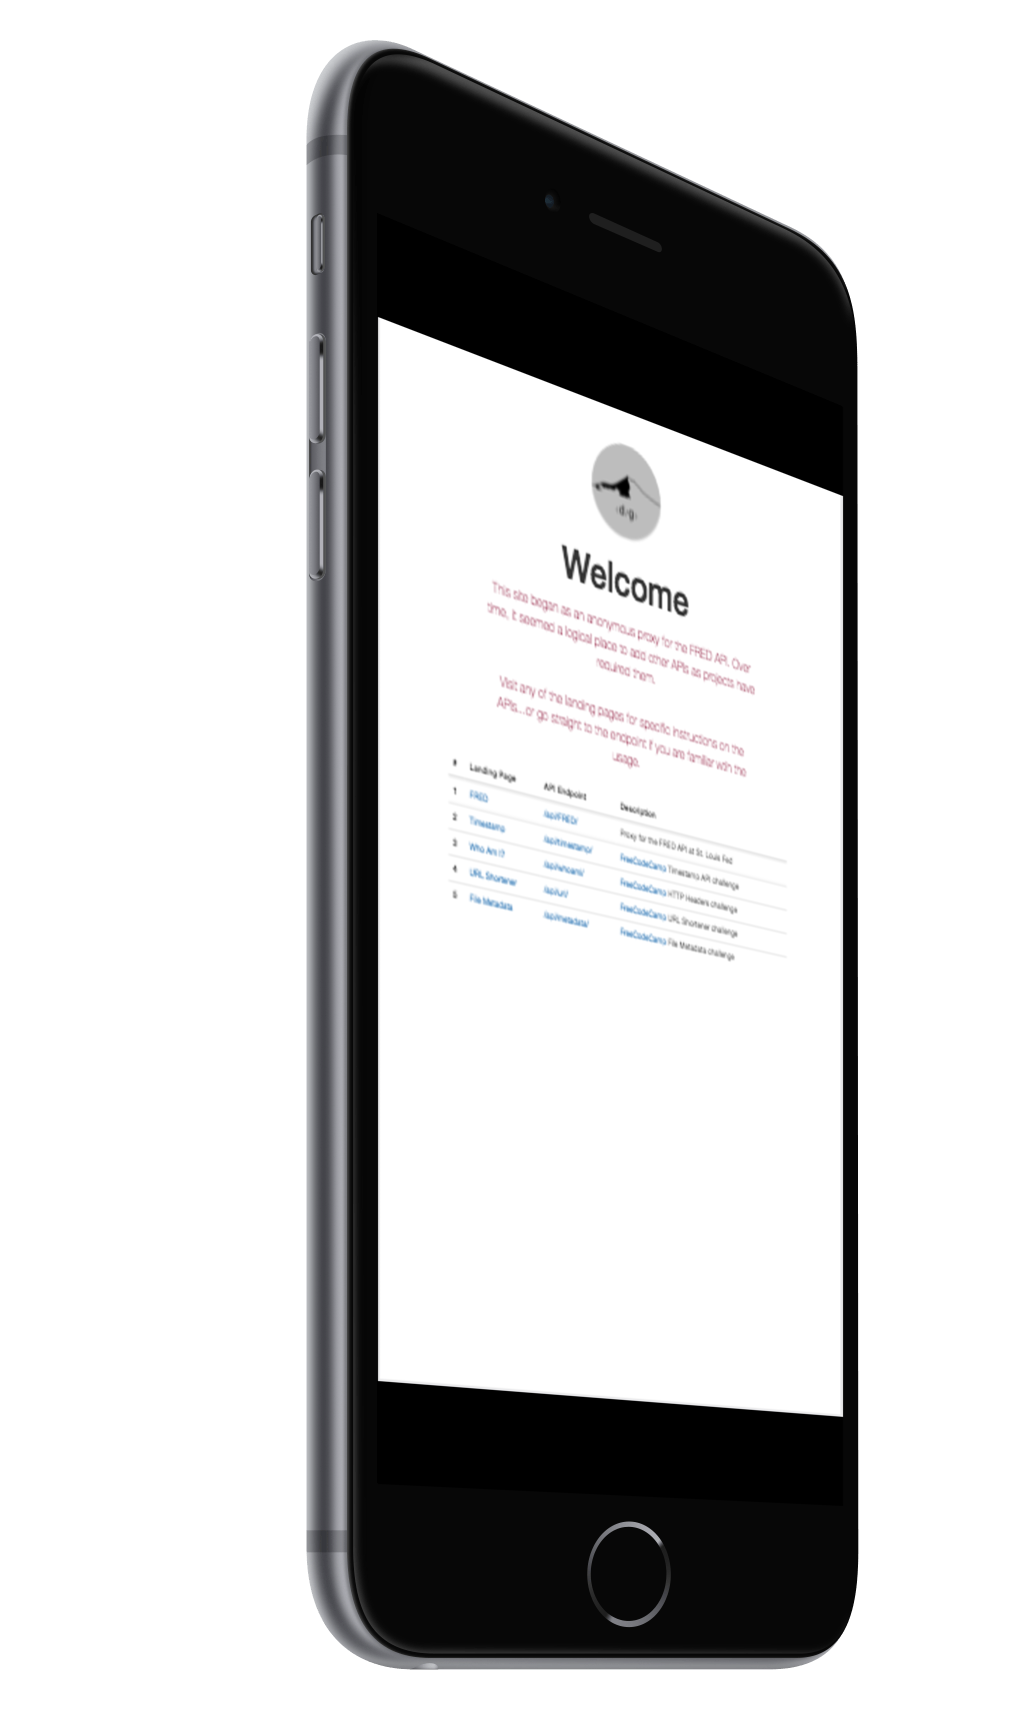 ‹d›g›
Welcome
This site began as an anonymous proxy for the FRED API. Over
time, it seemed a logical place to add other APIs as projects have
required them.
Visit any of the landing pages for specific instructions on the
APIs...or go straight to the endpoint if you are familiar with the
usage.
# Landing Page API Endpoint Description
1 FRED /api/FRED/ Proxy for the FRED API at St. Louis Fed
2 Timestamp /api/timestamp/ FreeCodeCamp Timestamp API challenge
3 Who Am I? /api/whoami/ FreeCodeCamp HTTP Headers challenge
4 URL Shortener /api/url/ FreeCodeCamp URL Shortener challenge
5 File Metadata /api/metadata/ FreeCodeCamp File Metadata challenge